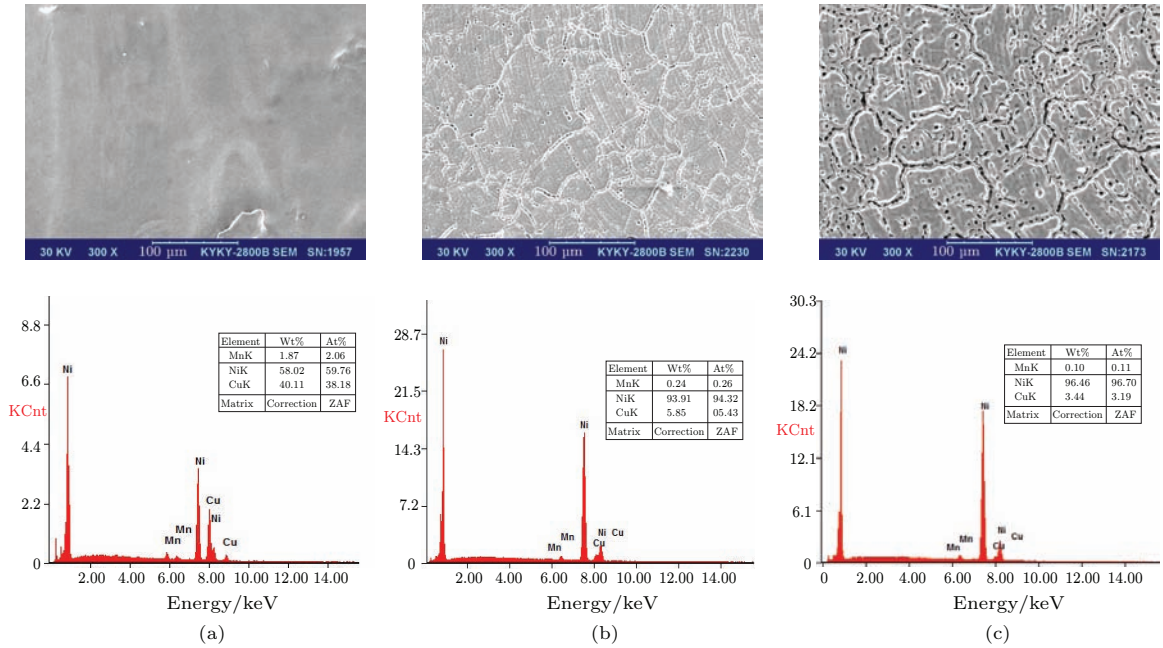 30 KV 300 X 100 µm KYKY-2800B SEM SN:1957
30 KV 300 X 100 µm KYKY-2800B SEM SN:2230
30 KV 300 X 100 µm KYKY-2800B SEM SN:2173
8.8
6.6
KCnt
4.4
2.2
0
Ni
Mn
Mn
Ni
Cu
Ni
Cu
Element Wt% At%
MnK 1.87 2.06
NiK 58.02 59.76
CuK 40.11 38.18
Matrix Correction ZAF
2.00 4.00 6.00 8.00 10.00 12.00 14.00
Energy/keV
(a)
28.7
21.5
KCnt
14.3
7.2
0
Ni
Mn
Mn
Ni
Cu
Ni Cu
Element Wt% At%
MnK 0.24 0.26
NiK 93.91 94.32
CuK 5.85 05.43
Matrix Correction ZAF
2.00 4.00 6.00 8.00 10.00 12.00 14.00
Energy/keV
(b)
30.3
24.2
18.2
KCnt
12.1
6.1
0
Ni
Mn
Mn
Ni
Cu
Ni
Cu
Element Wt% At%
MnK 0.10 0.11
NiK 96.46 96.70
CuK 3.44 3.19
Matrix Correction ZAF
0 2.00 4.00 6.00 8.00 10.00 12.00 14.00
Energy/keV
(c)